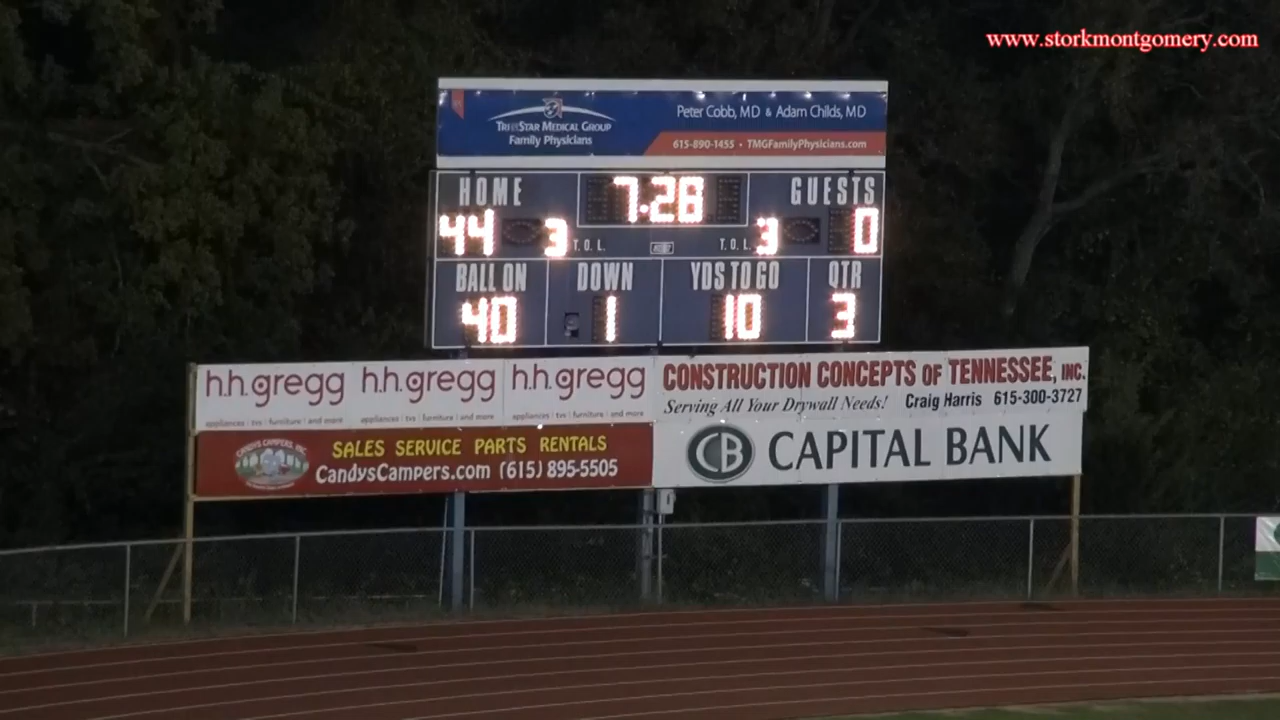 www.storkmontgomery.com
TRISTAR MEDICAL GROUP
Family Physicians
Peter Cobb, MD & Adam Childs, MD
615-890-1455 • TMGFamilyPhysicians.com
HOME 7:28 GUESTS
44 3 T.O.L. T.O.L. 3 0
BALL ON DOWN YDS TO GO QTR
40 1 10 3
h.h.gregg h.h.gregg h.h.gregg
appliances | tvs | furniture | and more appliances | tvs | furniture | and more appliances | tvs | furniture | and more
CONSTRUCTION CONCEPTS OF TENNESSEE, INC.
Serving All Your Drywall Needs! Craig Harris 615-300-3727
CANDYS CAMPERS, INC
SALES SERVICE PARTS RENTALS
CandysCampers.com (615) 895-5505
CB CAPITAL BANK